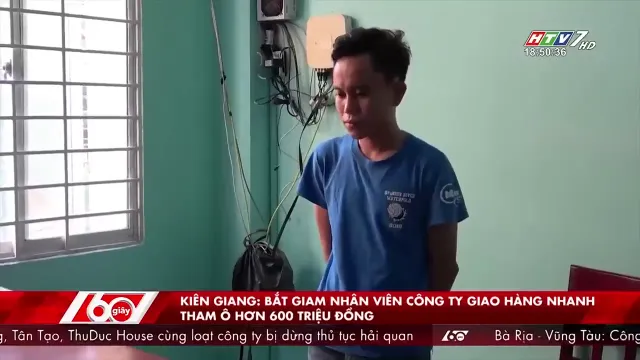 HTV7 HD
18:50:36
KIÊN GIANG: BẮT GIAM NHÂN VIÊN CÔNG TY GIAO HÀNG NHANH
THAM Ô HƠN 600 TRIỆU ĐỒNG
60 giây
g, Tân Tạo, ThuDuc House cùng loạt công ty bị dừng thủ tục hải quan 60 giây Bà Rịa - Vũng Tàu: Công